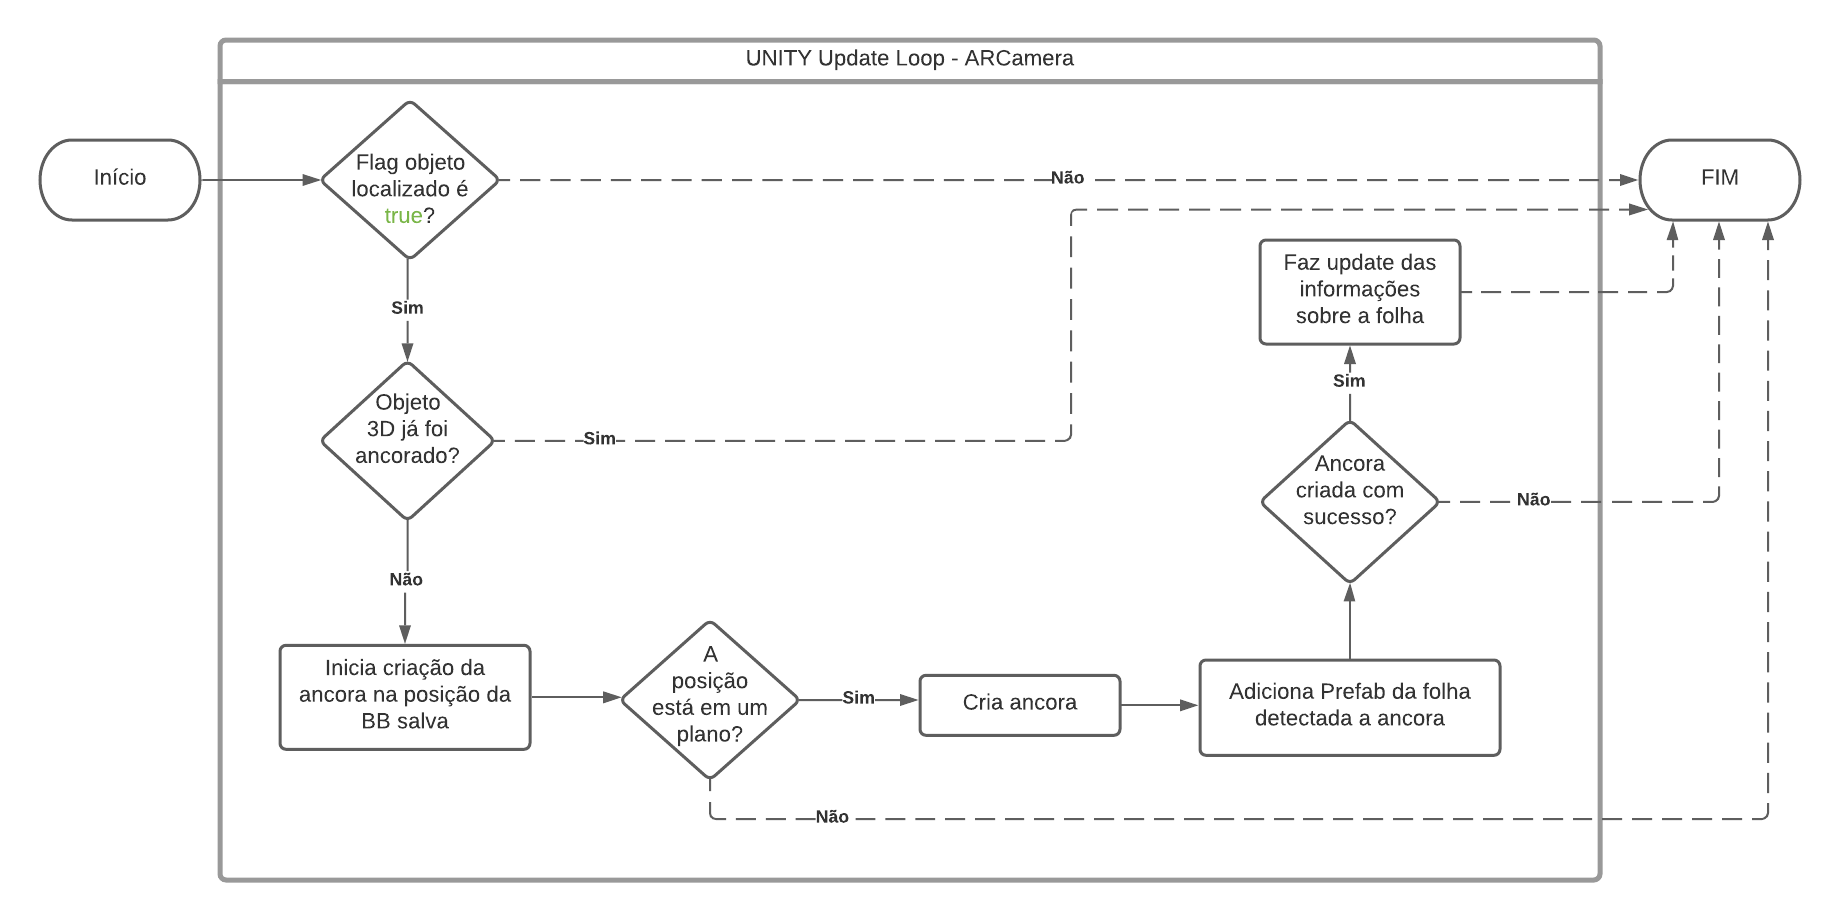 UNITY Update Loop - ARCamera
Início
Flag objeto
localizado é
true?
Não
FIM
Sim
Objeto
3D já foi
ancorado?
Sim
Não
Inicia criação da
ancora na posição da
BB salva
A
posição
está em um
plano?
Sim
Não
Cria ancora
Adiciona Prefab da folha
detectada a ancora
Ancora
criada com
sucesso?
Não
Sim
Faz update das
informações
sobre a folha